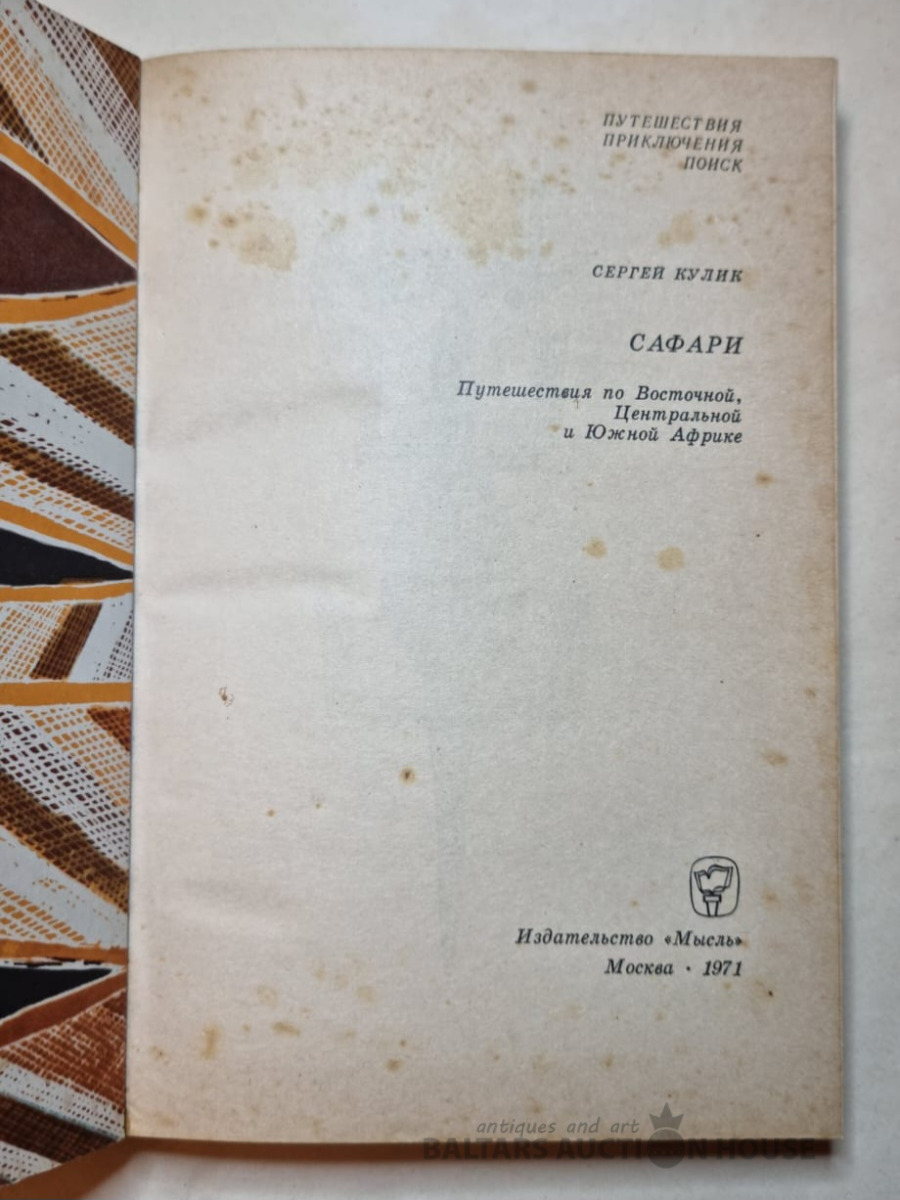 ПУТЕШЕСТВИЯ
ПРИКЛЮЧЕНИЯ
ПОИСК
СЕРГЕЙ КУЛИК
САФАРИ
Путешествия по Восточной,
Центральной
и Южной Африке
Издательство «Мысль»
Москва · 1971
antiques and art
BALTARS AUCTION HOUSE